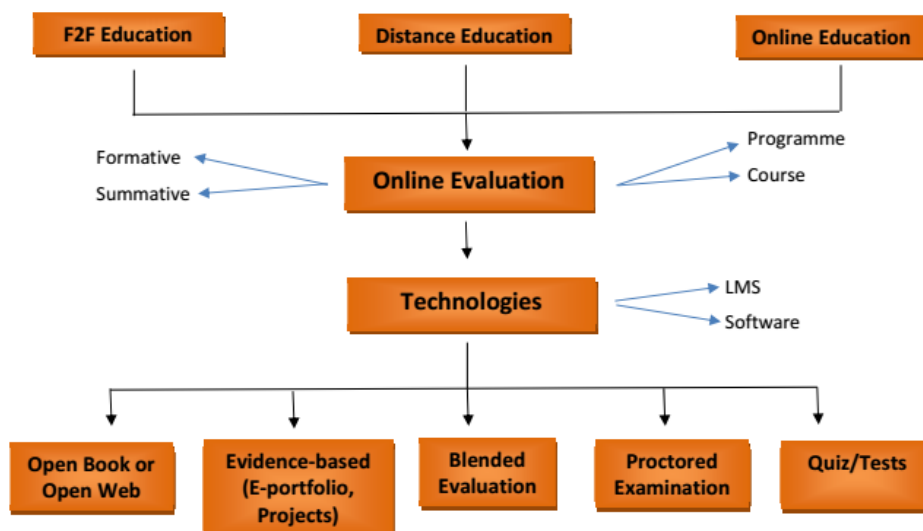 F2F Education
Distance Education
Online Education
Formative
Summative
Online Evaluation
Programme
Course
Technologies
LMS
Software
Open Book or
Open Web
Evidence-based
(E-portfolio,
Projects)
Blended
Evaluation
Proctored
Examination
Quiz/Tests